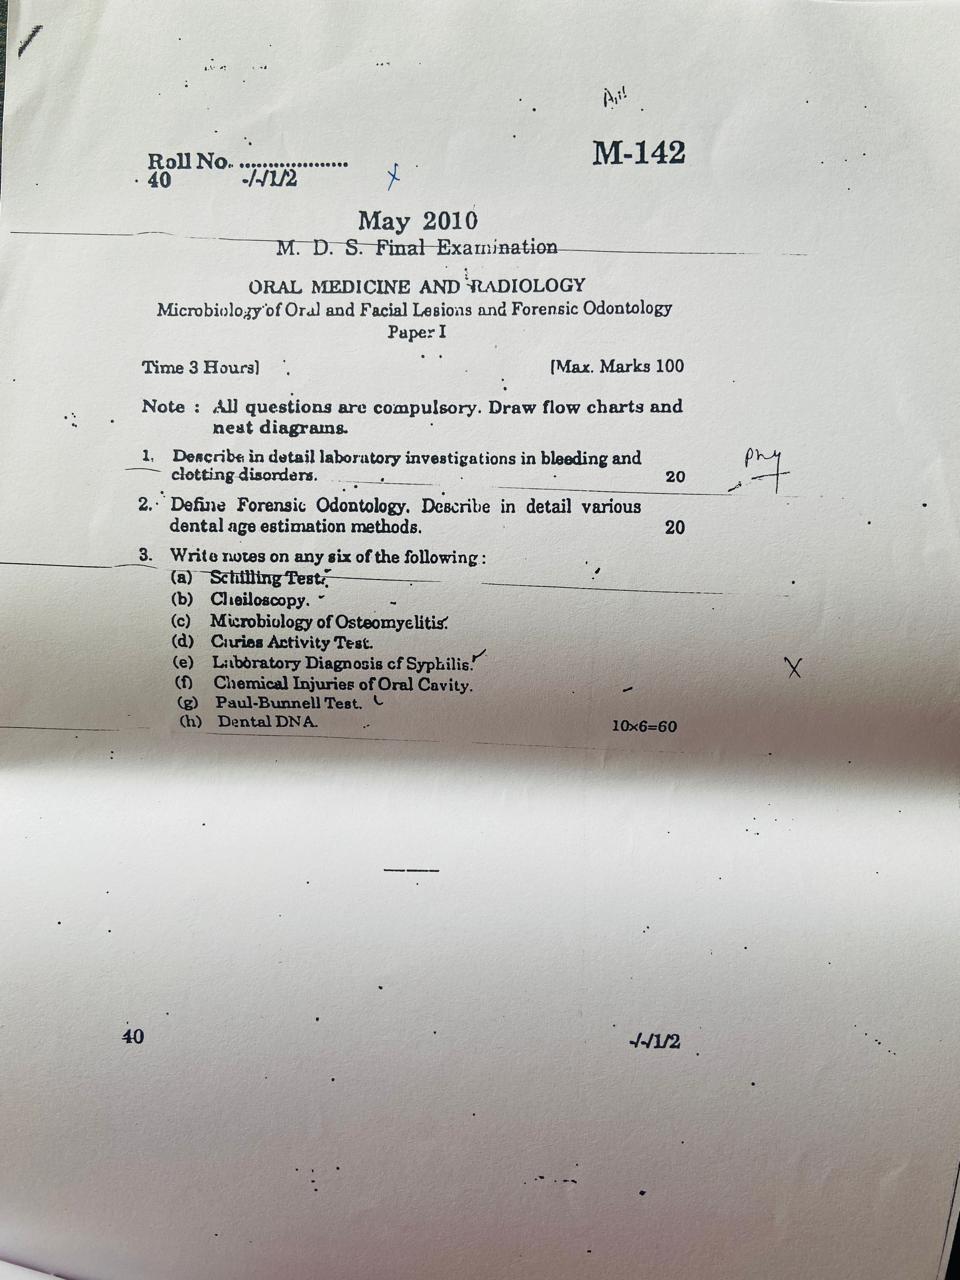 M-142
Roll No. ...................
40 -/-/1/2
x
May 2010
M. D. S. Final Examination
ORAL MEDICINE AND RADIOLOGY
Microbiology of Oral and Facial Lesions and Forensic Odontology
Paper I
Time 3 Hours] [Max. Marks 100
Note : All questions are compulsory. Draw flow charts and
neat diagrams.
1. Describe in detail laboratory investigations in bleeding and
clotting disorders. 20
2. Define Forensic Odontology. Describe in detail various
dental age estimation methods. 20
3. Write notes on any six of the following :
(a) Schilling Test.
(b) Cheiloscopy.
(c) Microbiology of Osteomyelitis.
(d) Caries Activity Test.
(e) Laboratory Diagnosis of Syphilis.
X
(f) Chemical Injuries of Oral Cavity.
(g) Paul-Bunnell Test.
(h) Dental DNA. 10×6=60
40 -/-/1/2